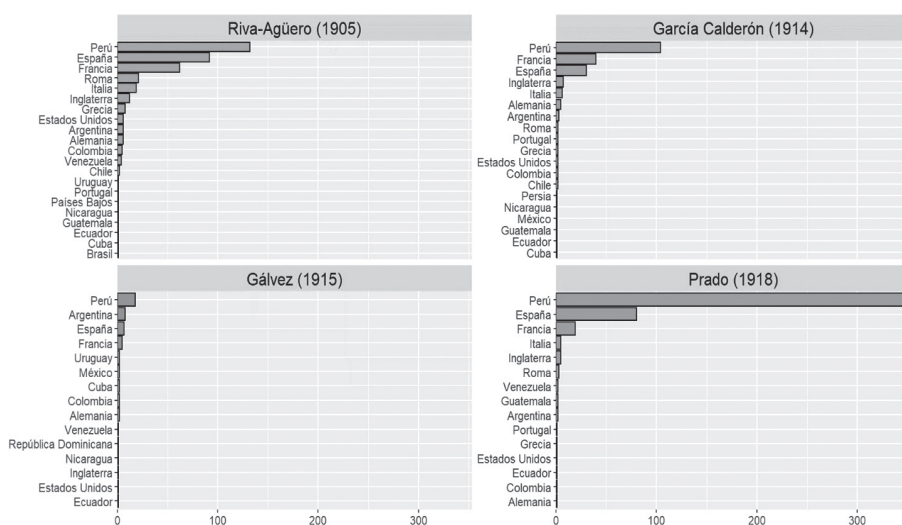 Riva-Agüero (1905)
Perú
España
Francia
Roma
Italia
Inglaterra
Grecia
Estados Unidos
Argentina
Alemania
Colombia
Venezuela
Chile
Uruguay
Portugal
Países Bajos
Nicaragua
Guatemala
Ecuador
Cuba
Brasil
García Calderón (1914)
Perú
Francia
España
Inglaterra
Italia
Alemania
Argentina
Roma
Portugal
Grecia
Estados Unidos
Colombia
Chile
Persia
Nicaragua
México
Guatemala
Ecuador
Cuba
Gálvez (1915)
Perú
Argentina
España
Francia
Uruguay
México
Cuba
Colombia
Alemania
Venezuela
República Dominicana
Nicaragua
Inglaterra
Estados Unidos
Ecuador
0 100 200 300
Prado (1918)
Perú
España
Francia
Italia
Inglaterra
Roma
Venezuela
Guatemala
Argentina
Portugal
Grecia
Estados Unidos
Ecuador
Colombia
Alemania
0 100 200 300